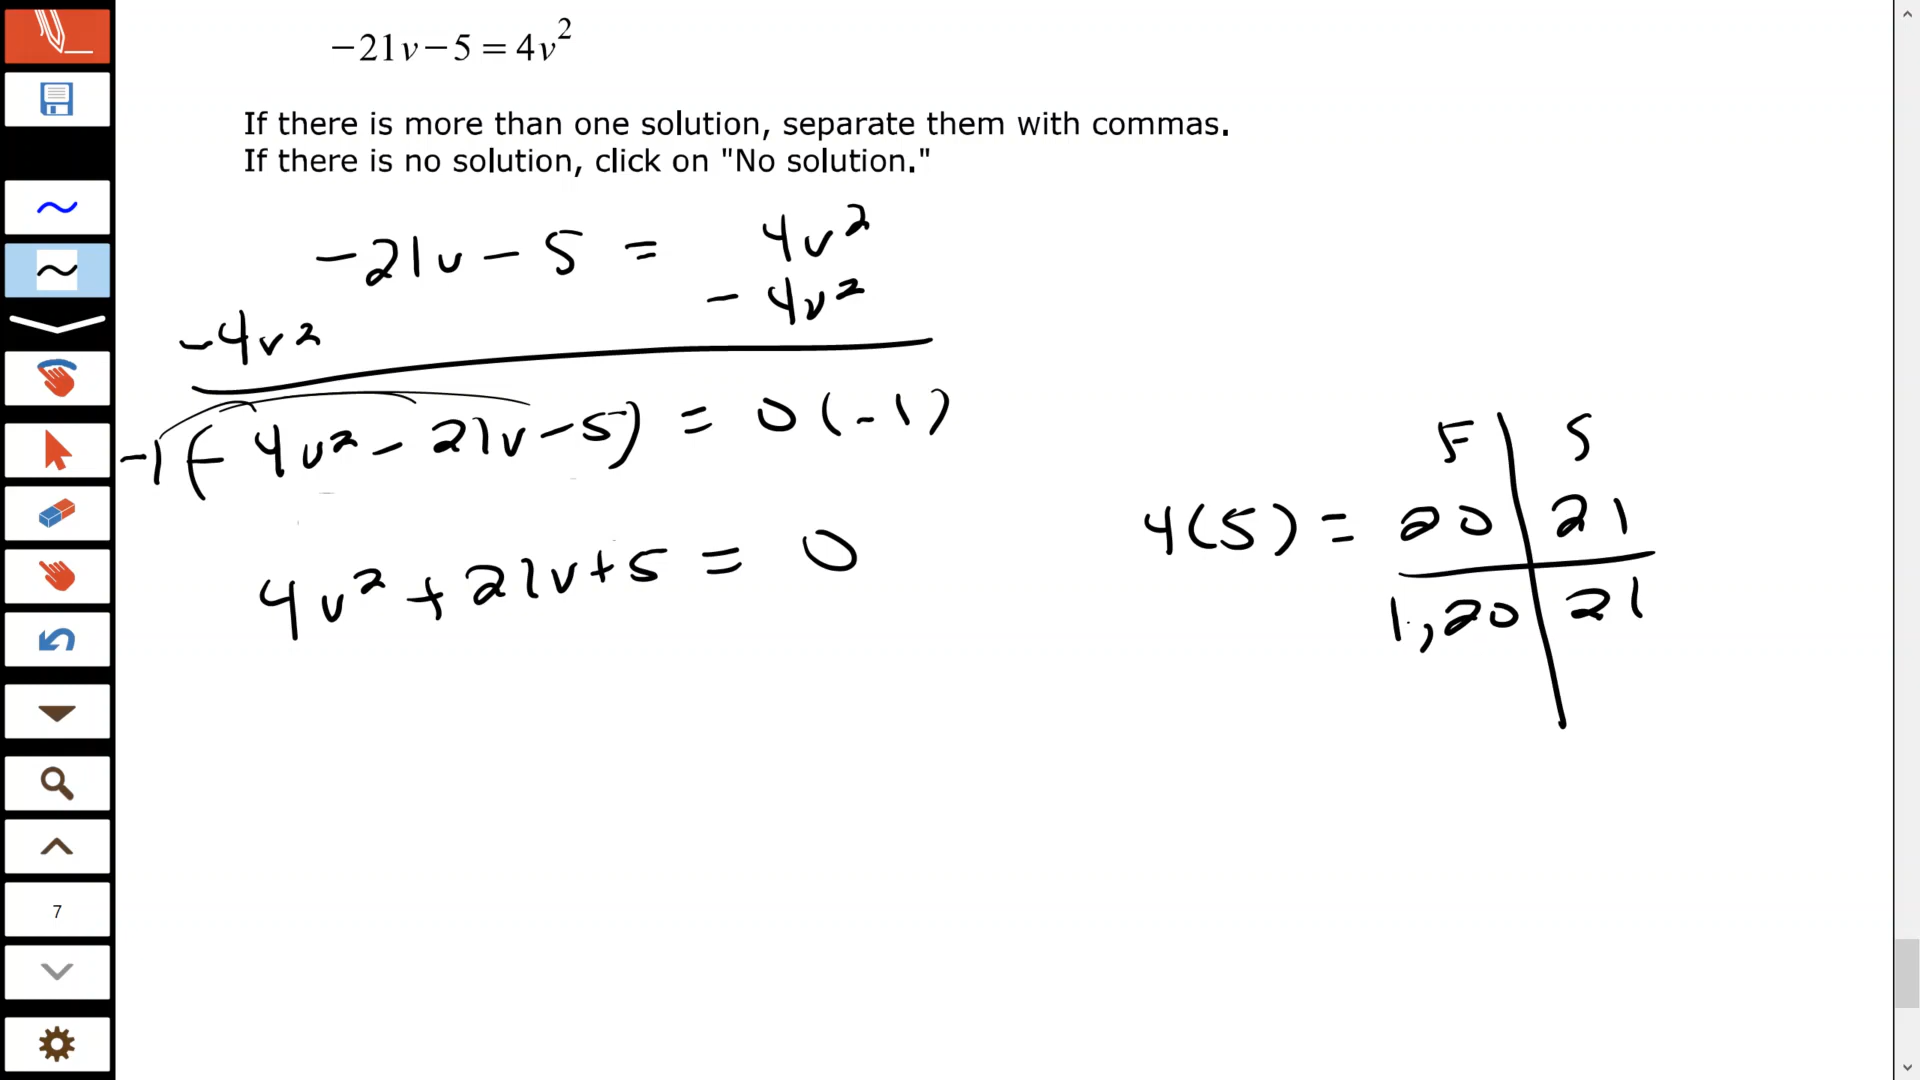 −21v−5=4v²
If there is more than one solution, separate them with commas.
If there is no solution, click on "No solution."
-21v - 5 = 4v²
-4v² - 4v²
-1(-4v² - 21v - 5) = 0(-1)
F S
4(5) = 20 21
1,20 21
4v² + 21v + 5 = 0
7